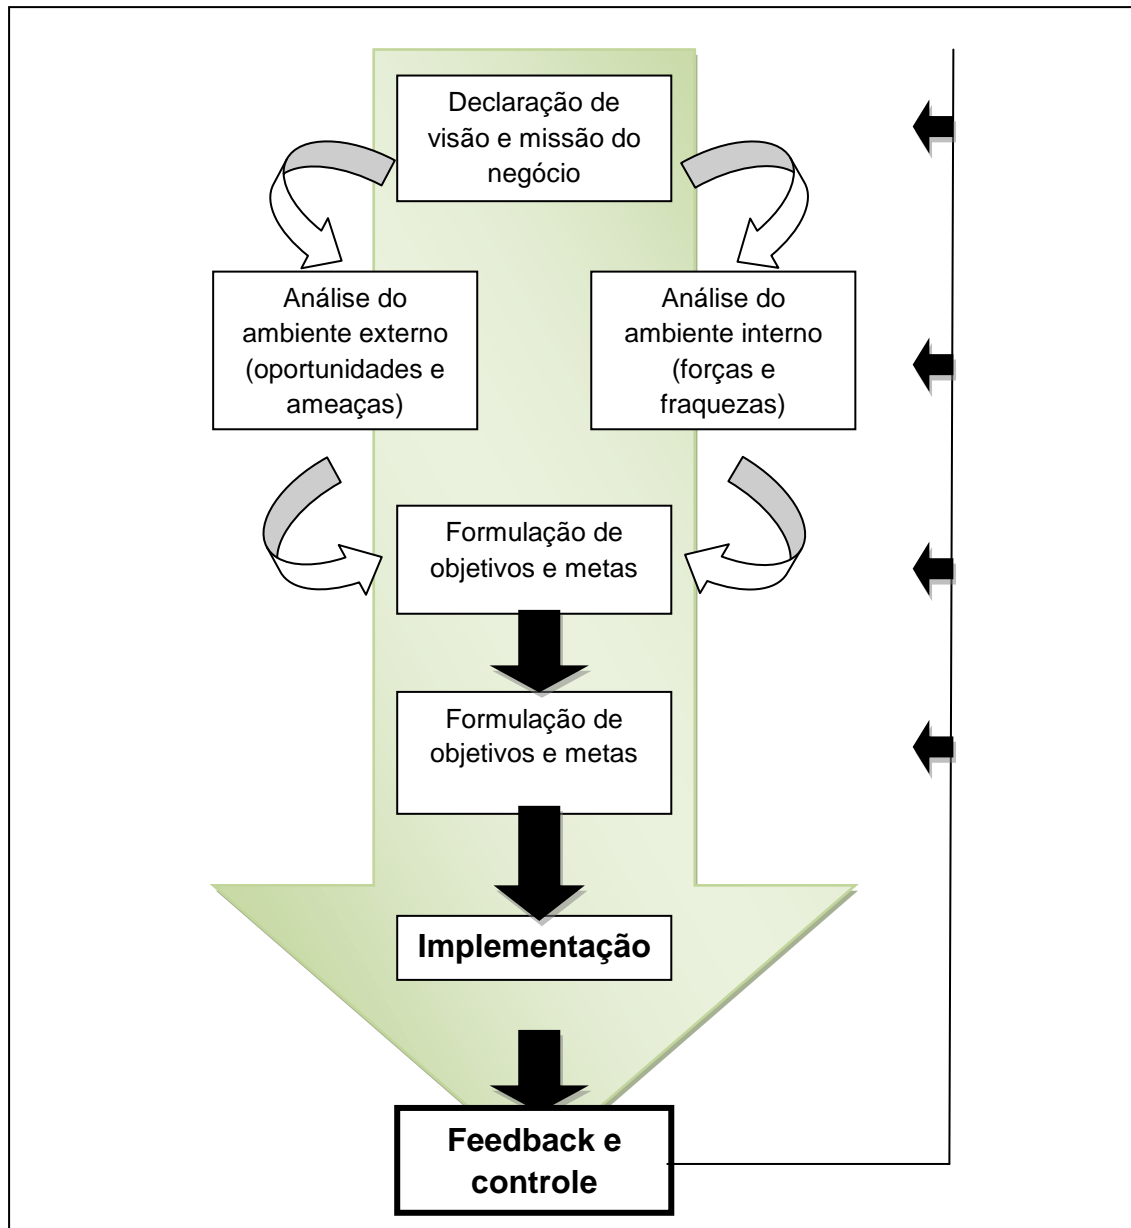 Declaração de
visão e missão do
negócio
Análise do
ambiente externo
(oportunidades e
ameaças)
Análise do
ambiente interno
(forças e
fraquezas)
Formulação de
objetivos e metas
Formulação de
objetivos e metas
Implementação
Feedback e
controle